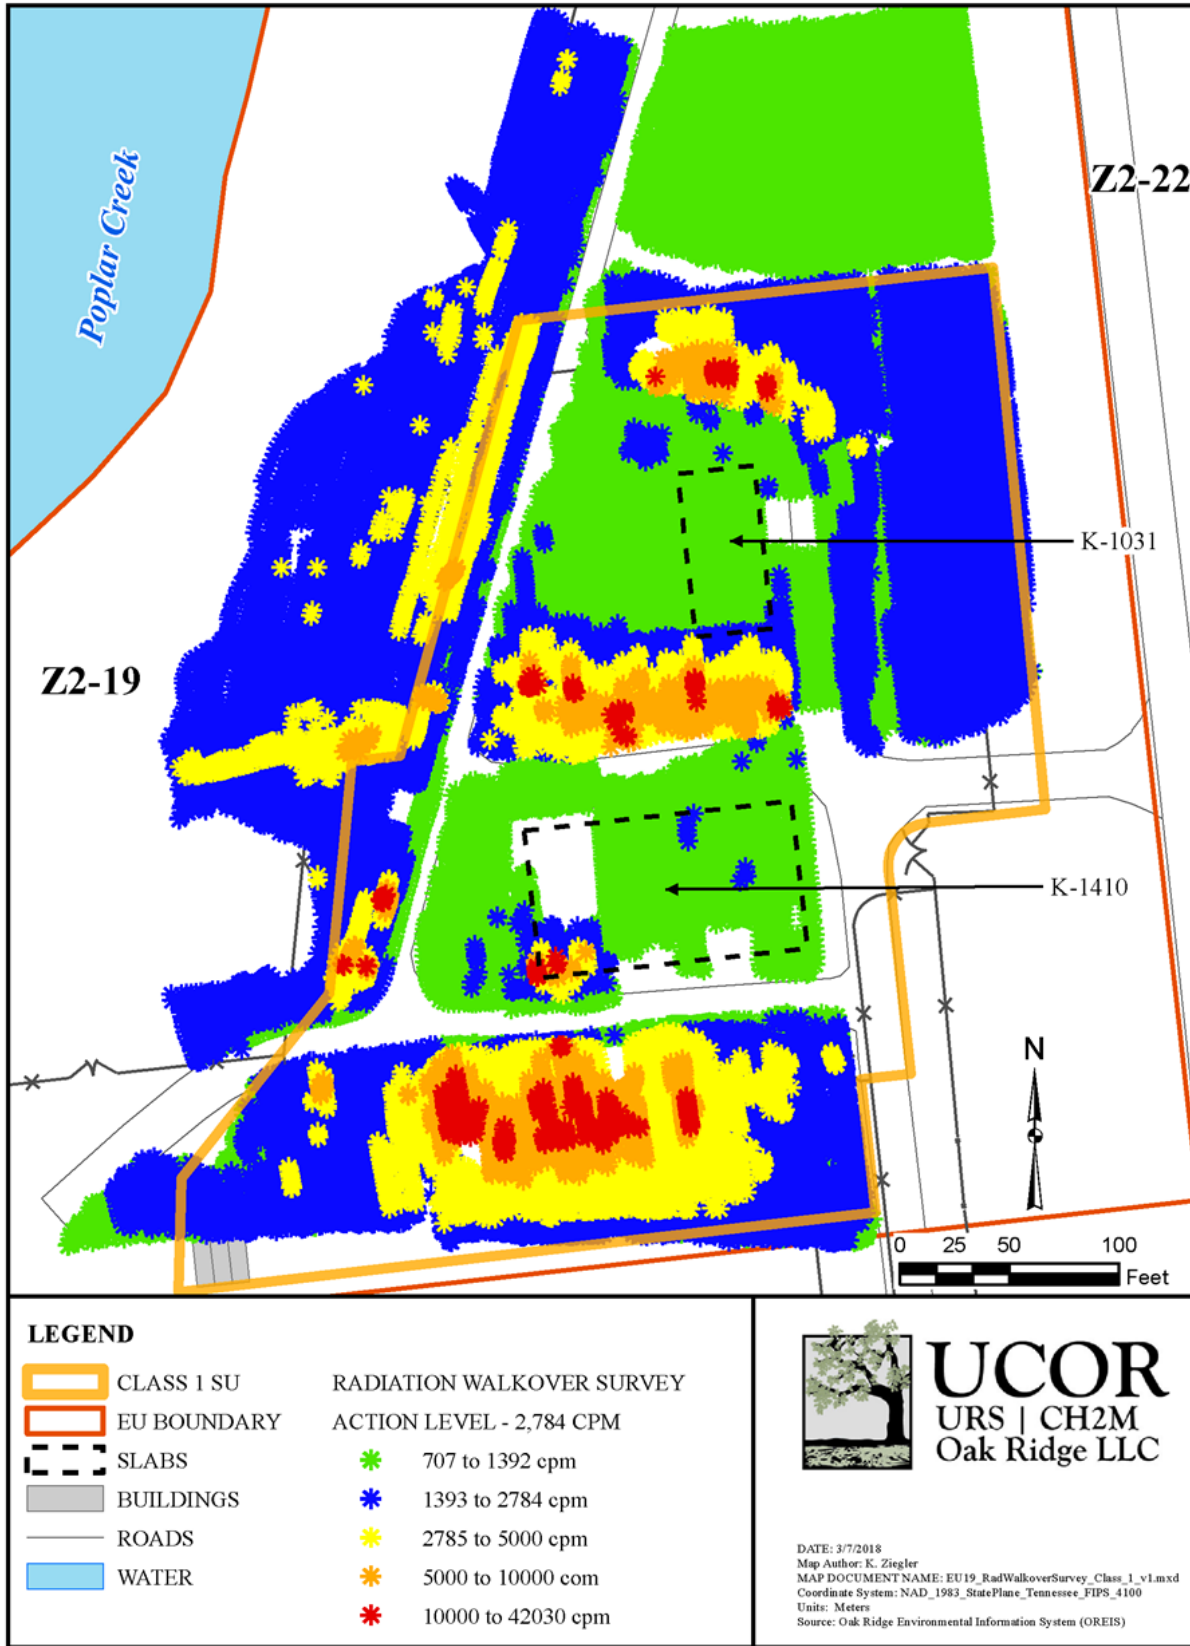 Poplar Creek
Z2-22
K-1031
Z2-19
K-1410
N
0 25 50 100
Feet
LEGEND
CLASS 1 SU
EU BOUNDARY
SLABS
BUILDINGS
ROADS
WATER
RADIATION WALKOVER SURVEY
ACTION LEVEL - 2,784 CPM
707 to 1392 cpm
1393 to 2784 cpm
2785 to 5000 cpm
5000 to 10000 com
10000 to 42030 cpm
UCOR
URS | CH2M
Oak Ridge LLC
DATE: 3/7/2018
Map Author: K. Ziegler
MAP DOCUMENT NAME: EU19_RadWalkoverSurvey_Class_1_v1.mxd
Coordinate System: NAD_1983_StatePlane_Tennessee_FIPS_4100
Units: Meters
Source: Oak Ridge Environmental Information System (OREIS)